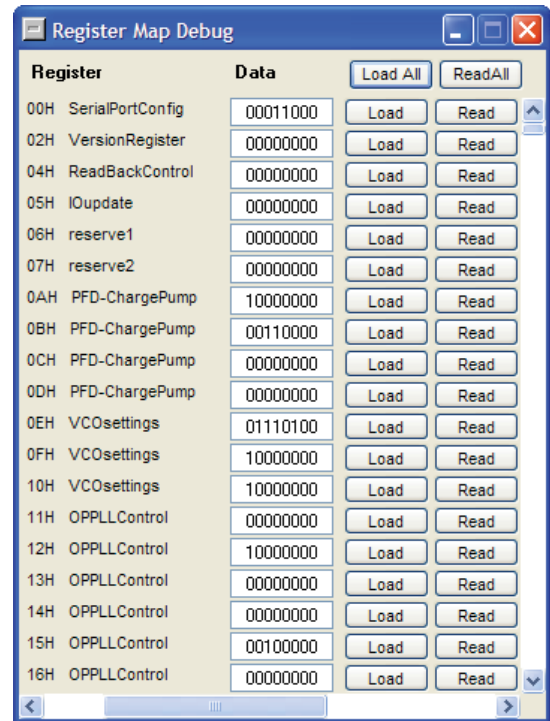 Register Map Debug
Register Data Load All ReadAll
00H SerialPortConfig 00011000 Load Read
02H VersionRegister 00000000 Load Read
04H ReadBackControl 00000000 Load Read
05H IOupdate 00000000 Load Read
06H reserve1 00000000 Load Read
07H reserve2 00000000 Load Read
0AH PFD-ChargePump 10000000 Load Read
0BH PFD-ChargePump 00110000 Load Read
0CH PFD-ChargePump 00000000 Load Read
0DH PFD-ChargePump 00000000 Load Read
0EH VCOsettings 01110100 Load Read
0FH VCOsettings 10000000 Load Read
10H VCOsettings 10000000 Load Read
11H OPPLLControl 00000000 Load Read
12H OPPLLControl 10000000 Load Read
13H OPPLLControl 00000000 Load Read
14H OPPLLControl 00000000 Load Read
15H OPPLLControl 00100000 Load Read
16H OPPLLControl 00000000 Load Read